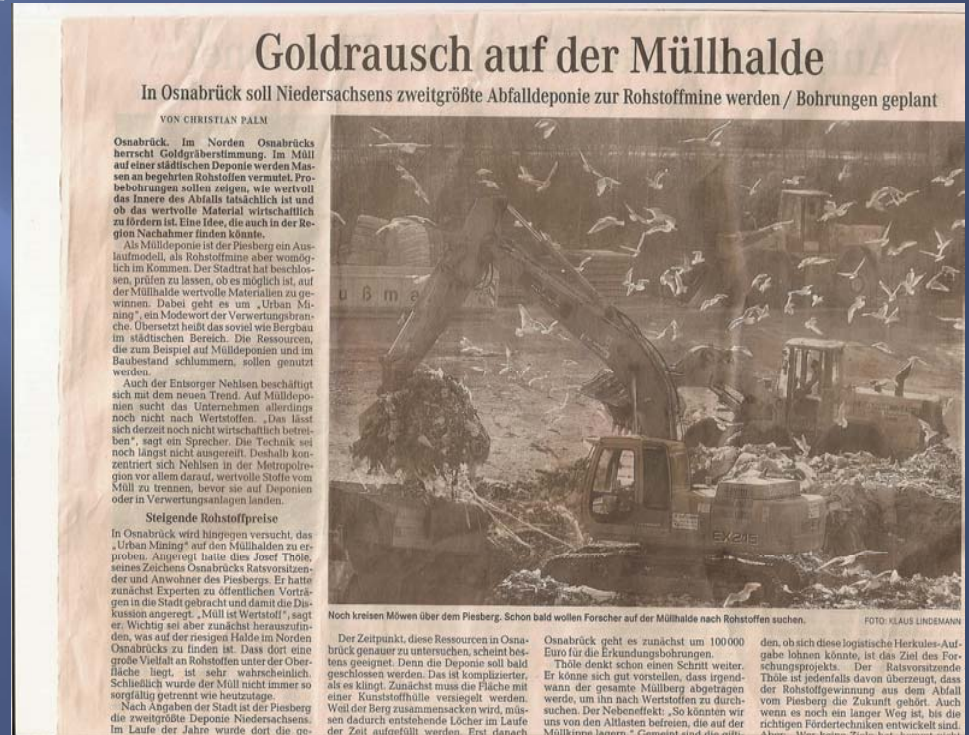 Goldrausch auf der Müllhalde
In Osnabrück soll Niedersachsens zweitgrößte Abfalldeponie zur Rohstoffmine werden / Bohrungen geplant
VON CHRISTIAN PALM
Osnabrück. Im Norden Osnabrücks
herrscht Goldgräberstimmung. Im Müll
auf einer städtischen Deponie werden Mas-
sen an begehrten Rohstoffen vermutet. Pro-
bebohrungen sollen zeigen, wie wertvoll
das Innere des Abfalls tatsächlich ist und
ob das wertvolle Material wirtschaftlich
zu fördern ist. Eine Idee, die auch in der Re-
gion Nachahmer finden könnte.
Als Mülldeponie ist der Piesberg ein Aus-
laufmodell, als Rohstoffmine aber womög-
lich im Kommen. Der Stadtrat hat beschlos-
sen, prüfen zu lassen, ob es möglich ist, auf
der Müllhalde wertvolle Materialien zu ge-
winnen. Dabei geht es um „Urban Mi-
ning“, ein Modewort der Verwertungsbran-
che. Übersetzt heißt das soviel wie Bergbau
im städtischen Bereich. Die Ressourcen,
die zum Beispiel auf Mülldeponien und im
Baubestand schlummern, sollen genutzt
werden.
Auch der Entsorger Nehlsen beschäftigt
sich mit dem neuen Trend. Auf Mülldepo-
nien sucht das Unternehmen allerdings
noch nicht nach Wertstoffen. „Das lässt
sich derzeit noch nicht wirtschaftlich betrei-
ben“, sagt ein Sprecher. Die Technik sei
noch längst nicht ausgereift. Deshalb kon-
zentriert sich Nehlsen in der Metropolre-
gion vor allem darauf, wertvolle Stoffe vom
Müll zu trennen, bevor sie auf Deponien
oder in Verwertungsanlagen landen.
Steigende Rohstoffpreise
In Osnabrück wird hingegen versucht, das
„Urban Mining“ auf den Müllhalden zu er-
proben. Angeregt hatte dies Josef Thöle,
seines Zeichens Osnabrücks Ratsvorsitzen-
der und Anwohner des Piesbergs. Er hatte
zunächst Experten zu öffentlichen Vorträ-
gen in die Stadt gebracht und damit die Dis-
kussion angeregt. „Müll ist Wertstoff“, sagt
er. Wichtig sei aber zunächst herauszufin-
den, was auf der riesigen Halde im Norden
Osnabrücks zu finden ist. Dass dort eine
große Vielfalt an Rohstoffen unter der Ober-
fläche liegt, ist sehr wahrscheinlich.
Schließlich wurde der Müll nicht immer so
sorgfältig getrennt wie heutzutage.
Nach Angaben der Stadt ist der Piesberg
die zweitgrößte Deponie Niedersachsens.
Im Laufe der Jahre wurde dort die ge-
u ß m a
EX215
Noch kreisen Möwen über dem Piesberg. Schon bald wollen Forscher auf der Müllhalde nach Rohstoffen suchen.
FOTO: KLAUS LINDEMANN
Der Zeitpunkt, diese Ressourcen in Osna-
brück genauer zu untersuchen, scheint bes-
tens geeignet. Denn die Deponie soll bald
geschlossen werden. Das ist komplizierter,
als es klingt. Zunächst muss die Fläche mit
einer Kunststoffhülle versiegelt werden.
Weil der Berg zusammensacken wird, müs-
sen dadurch entstehende Löcher im Laufe
der Zeit aufgefüllt werden. Erst danach
Osnabrück geht es zunächst um 100 000
Euro für die Erkundungsbohrungen.
Thöle denkt schon einen Schritt weiter.
Er könne sich gut vorstellen, dass irgend-
wann der gesamte Müllberg abgetragen
werde, um ihn nach Wertstoffen zu durch-
suchen. Der Nebeneffekt: „So könnten wir
uns von den Altlasten befreien, die auf der
Müllkippe lagern.“ Gemeint sind die gifti-
den, ob sich diese logistische Herkules-Auf-
gabe lohnen könnte, ist das Ziel des For-
schungsprojekts. Der Ratsvorsitzende
Thöle ist jedenfalls davon überzeugt, dass
der Rohstoffgewinnung aus dem Abfall
vom Piesberg die Zukunft gehört. Auch
wenn es noch ein langer Weg ist, bis die
richtigen Fördertechniken entwickelt sind.